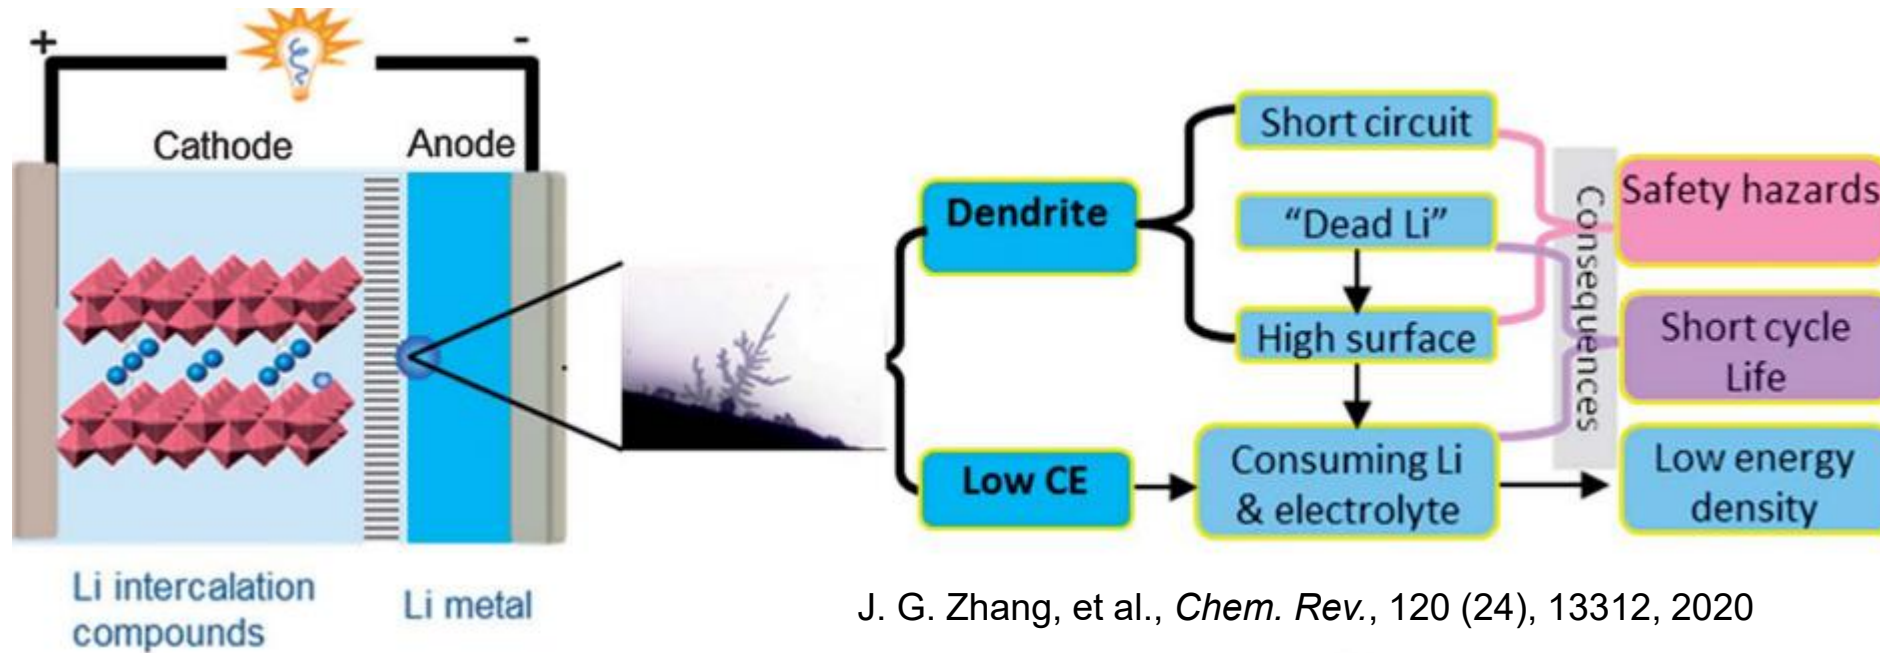 +
-
Cathode
Anode
Li intercalation
compounds
Li metal
Dendrite
Low CE
Short circuit
“Dead Li”
High surface
Consuming Li
& electrolyte
Consequences
Safety hazards
Short cycle
Life
Low energy
density
J. G. Zhang, et al., Chem. Rev., 120 (24), 13312, 2020